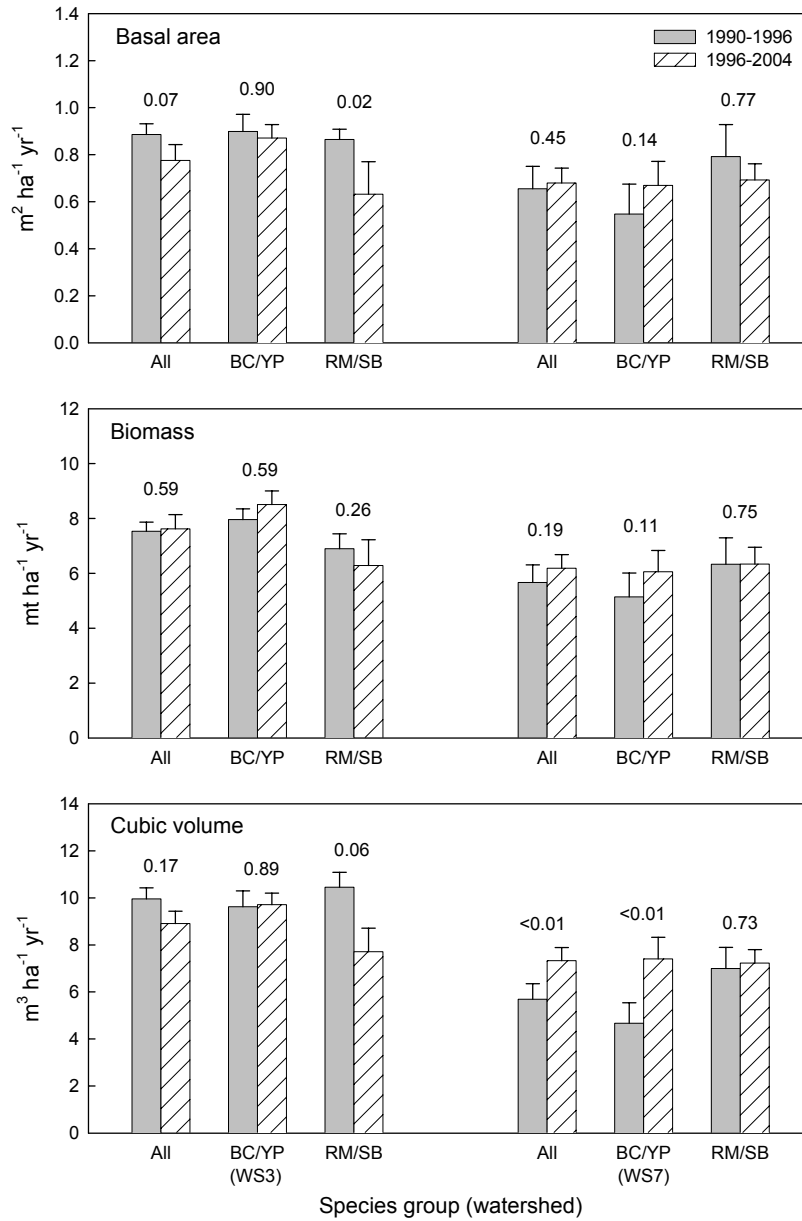 Basal area
1990-1996
1996-2004
1.4
1.2
1.0
0.8
0.6
0.4
0.2
0.0
m² ha⁻¹ yr⁻¹
0.07 0.90 0.02 0.45 0.14 0.77
All BC/YP RM/SB All BC/YP RM/SB
Biomass
12
10
8
6
4
2
0
mt ha⁻¹ yr⁻¹
0.59 0.59 0.26 0.19 0.11 0.75
All BC/YP RM/SB All BC/YP RM/SB
Cubic volume
14
12
10
8
6
4
2
0
m³ ha⁻¹ yr⁻¹
0.17 0.89 0.06 <0.01 <0.01 0.73
All BC/YP RM/SB All BC/YP RM/SB
(WS3) (WS7)
Species group (watershed)